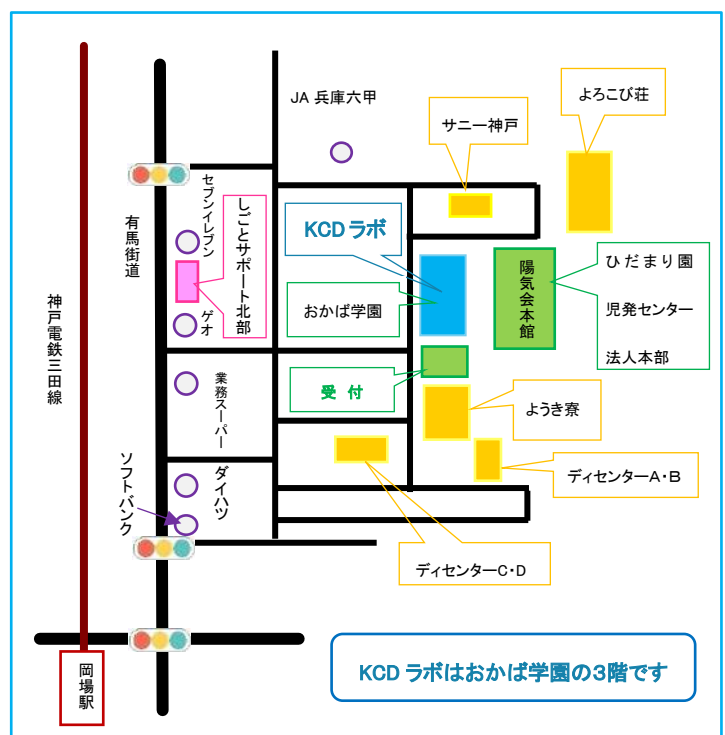 JA 兵庫六甲
よろこび荘
サニー神戸
セブンイレブン
しごとサポート北部
KCD ラボ
有馬街道
陽気会本館
ひだまり園
児発センター
法人本部
おかば学園
神戸電鉄三田線
ゲオ
受 付
業務スーパー
ようき寮
ソフトバンク
ダイハツ
ディセンターA・B
ディセンターC・D
岡場駅
KCD ラボはおかば学園の3階です